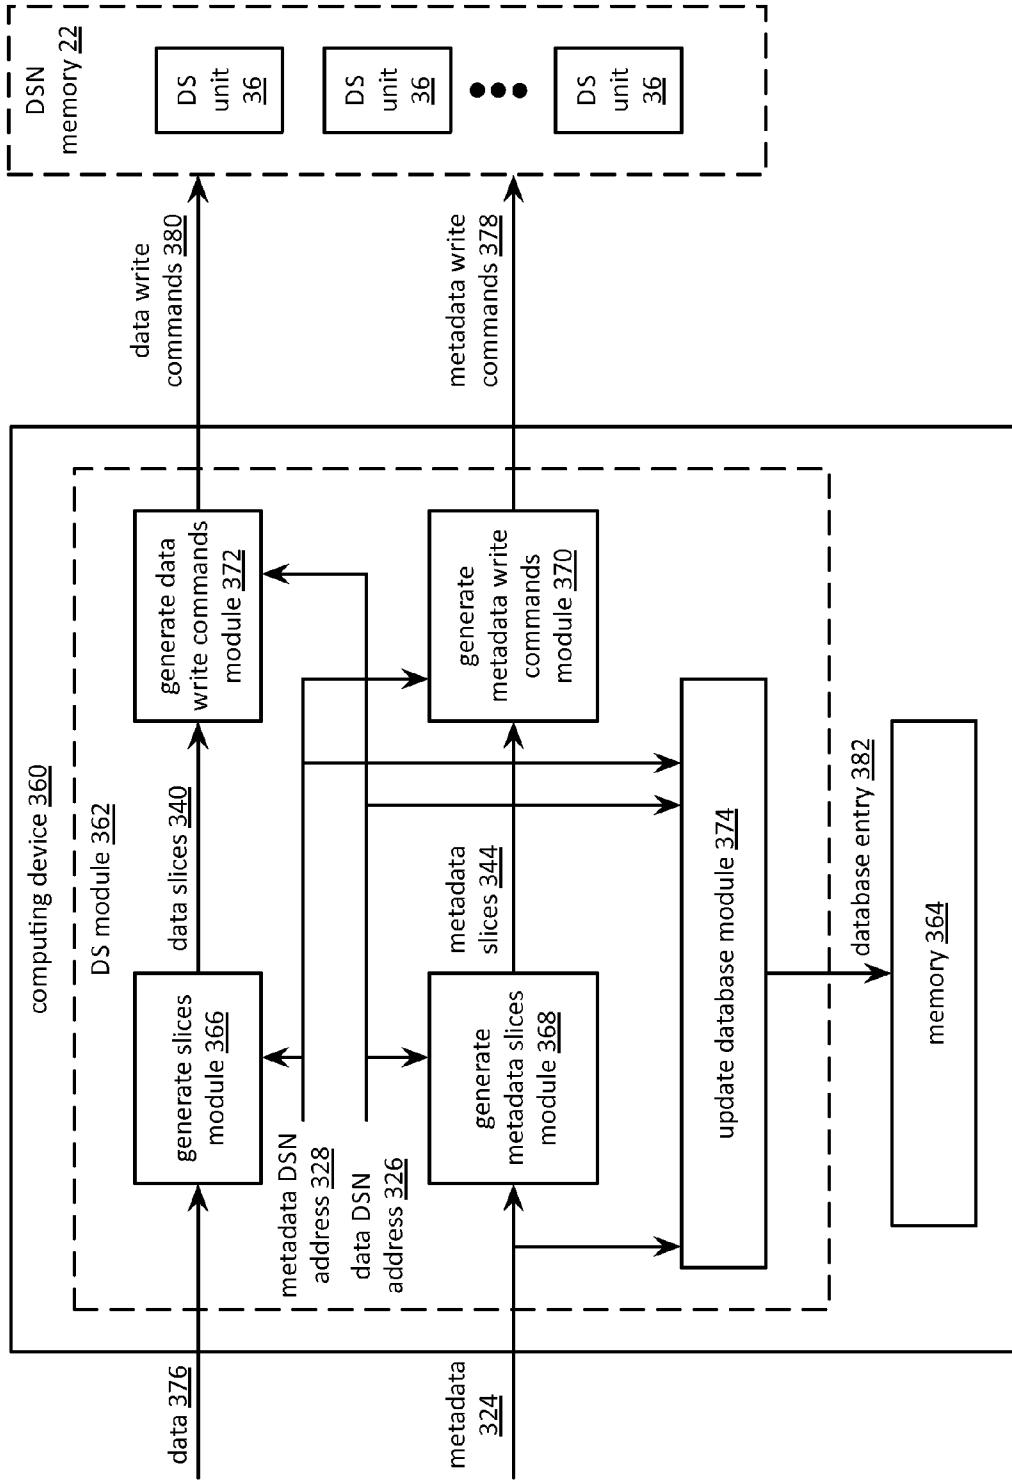 computing device 360
DS module 362
DSN
memory 22
data 376
generate slices
module 366
data slices 340
generate data
write commands
module 372
data write
commands 380
DS
unit
36
DS
unit
36
DS
unit
36
metadata DSN
address 328
data DSN
address 326
metadata
324
generate
metadata slices
module 368
metadata
slices 344
generate
metadata write
commands
module 370
metadata write
commands 378
update database module 374
database entry 382
memory 364